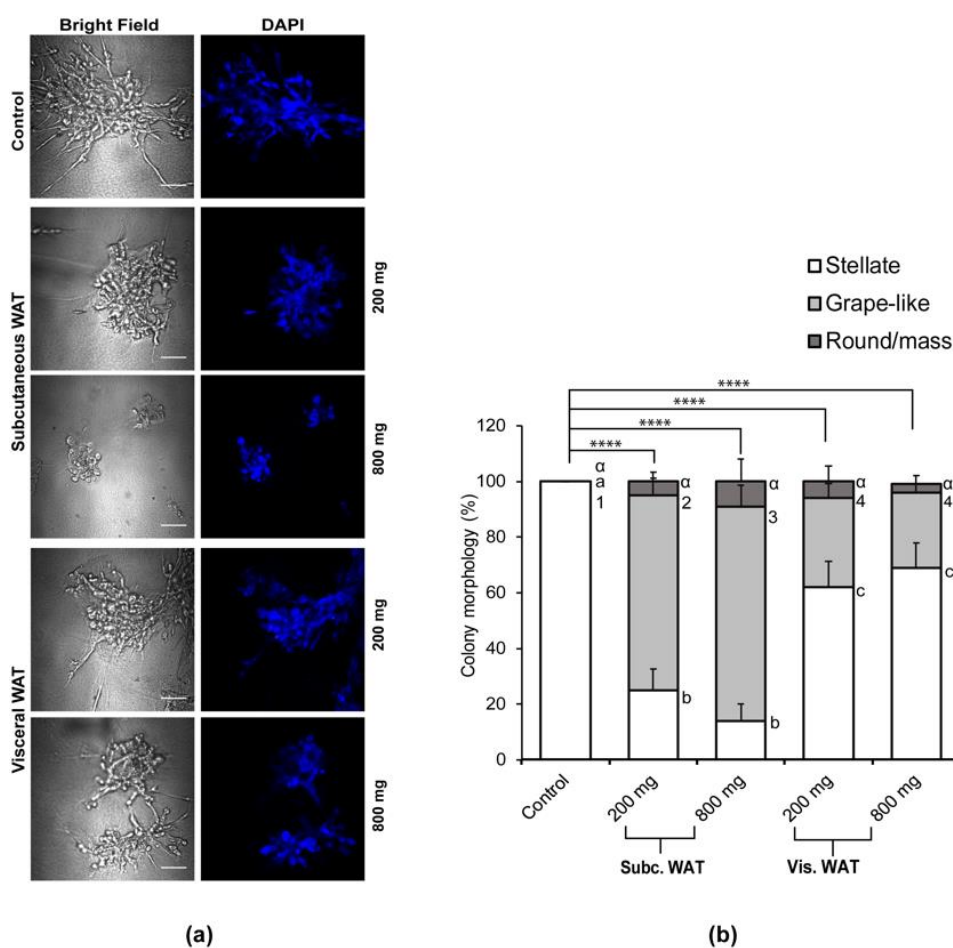 Bright Field DAPI
Control
Subcutaneous WAT
200 mg
800 mg
Visceral WAT
200 mg
800 mg
(a)
Stellate
Grape-like
Round/mass
****
****
****
****
Colony morphology (%)
120
100
80
60
40
20
0
α
a
1
α
2
b
α
3
b
α
4
c
α
4
c
Control
200 mg
800 mg
200 mg
800 mg
Subc. WAT
Vis. WAT
(b)